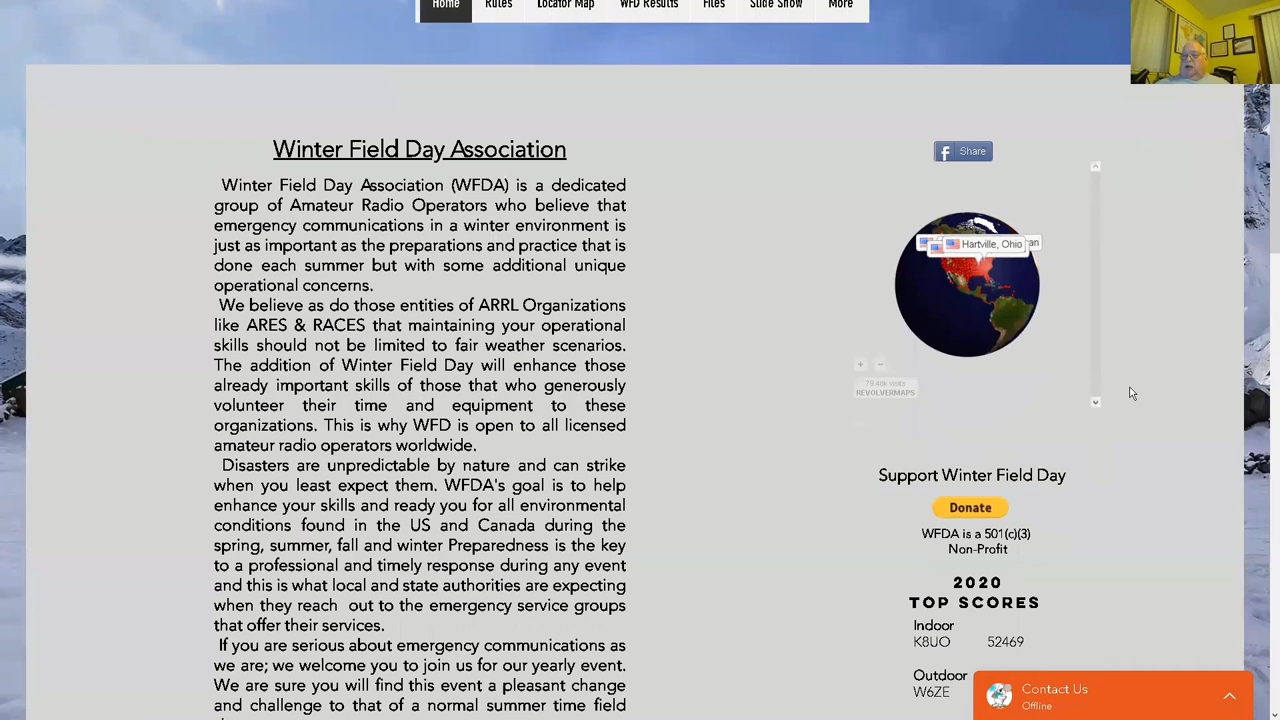 Home Rules Locator Map WFD Results Files Slide Show More
Winter Field Day Association
Winter Field Day Association (WFDA) is a dedicated
group of Amateur Radio Operators who believe that
emergency communications in a winter environment is
just as important as the preparations and practice that is
done each summer but with some additional unique
operational concerns.
We believe as do those entities of ARRL Organizations
like ARES & RACES that maintaining your operational
skills should not be limited to fair weather scenarios.
The addition of Winter Field Day will enhance those
already important skills of those that who generously
volunteer their time and equipment to these
organizations. This is why WFD is open to all licensed
amateur radio operators worldwide.
Disasters are unpredictable by nature and can strike
when you least expect them. WFDA's goal is to help
enhance your skills and ready you for all environmental
conditions found in the US and Canada during the
spring, summer, fall and winter Preparedness is the key
to a professional and timely response during any event
and this is what local and state authorities are expecting
when they reach out to the emergency service groups
that offer their services.
If you are serious about emergency communications as
we are; we welcome you to join us for our yearly event.
We are sure you will find this event a pleasant change
and challenge to that of a normal summer time field
f Share
Hartville, Ohio
+ −
79.48k visits
REVOLVERMAPS
Support Winter Field Day
Donate
WFDA is a 501(c)(3)
Non-Profit
2020
TOP SCORES
Indoor
K8UO 52469
Outdoor
W6ZE
Contact Us
Offline